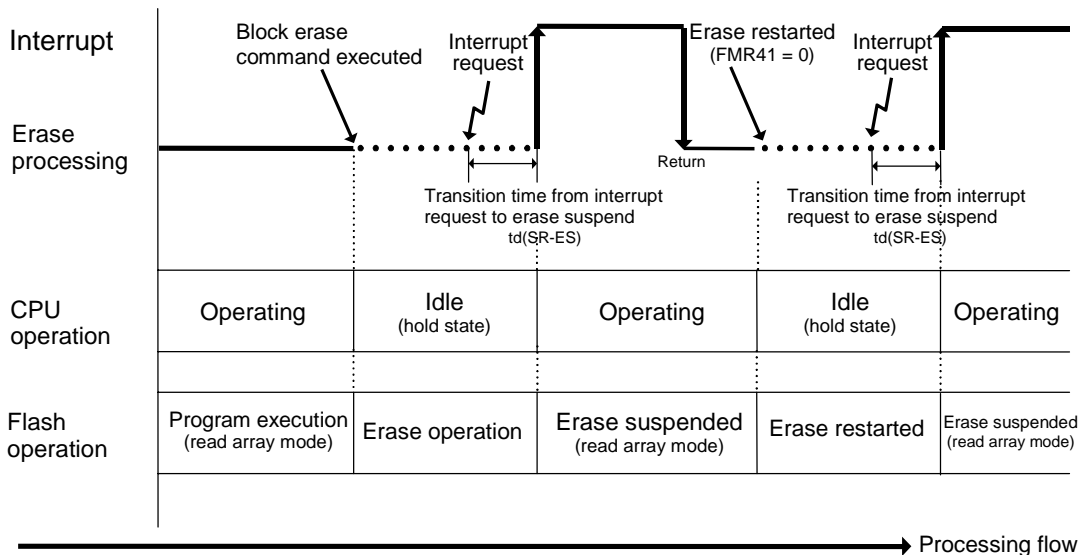 Interrupt
Block erase
command executed
Interrupt
request
Erase restarted
(FMR41 = 0)
Interrupt
request
Erase
processing
Return
Transition time from interrupt
request to erase suspend
td(SR-ES)
Transition time from interrupt
request to erase suspend
td(SR-ES)
CPU
operation
Operating
Idle
(hold state)
Operating
Idle
(hold state)
Operating
Flash
operation
Program execution
(read array mode)
Erase operation
Erase suspended
(read array mode)
Erase restarted
Erase suspended
(read array mode)
Processing flow